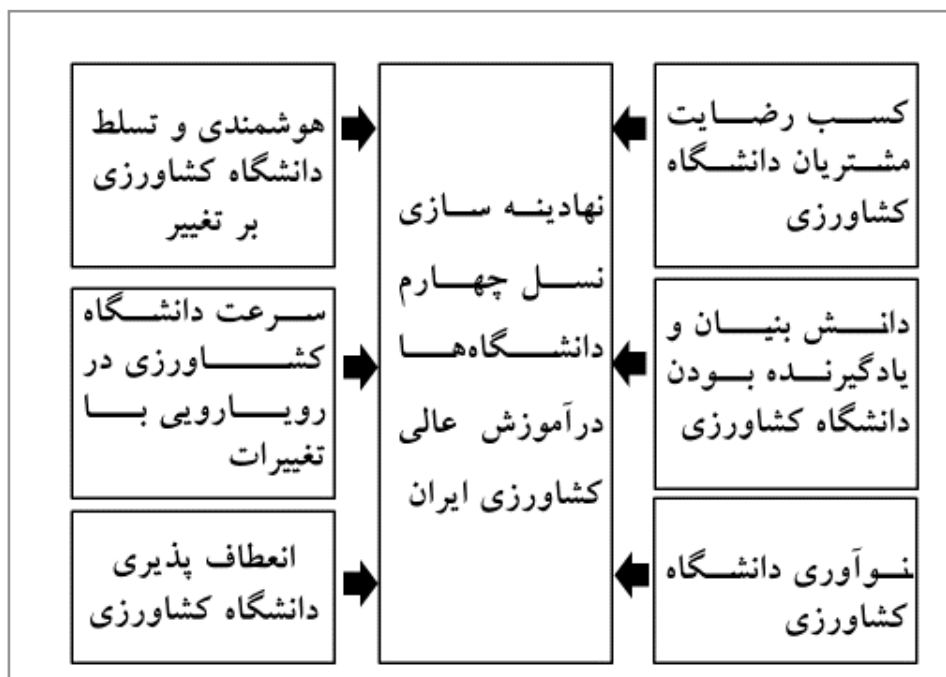 کسب رضایت
مشتریان دانشگاه
کشاورزی
دانش بنیان و
یادگیرنده بودن
دانشگاه کشاورزی
نوآوری دانشگاه
کشاورزی
نهادینه سازی
نسل چهارم
دانشگاه‌ها
درآموزش عالی
کشاورزی ایران
هوشمندی و تسلط
دانشگاه کشاورزی
بر تغییر
سرعت دانشگاه
کشاورزی در
رویارویی با
تغییرات
انعطاف پذیری
دانشگاه کشاورزی